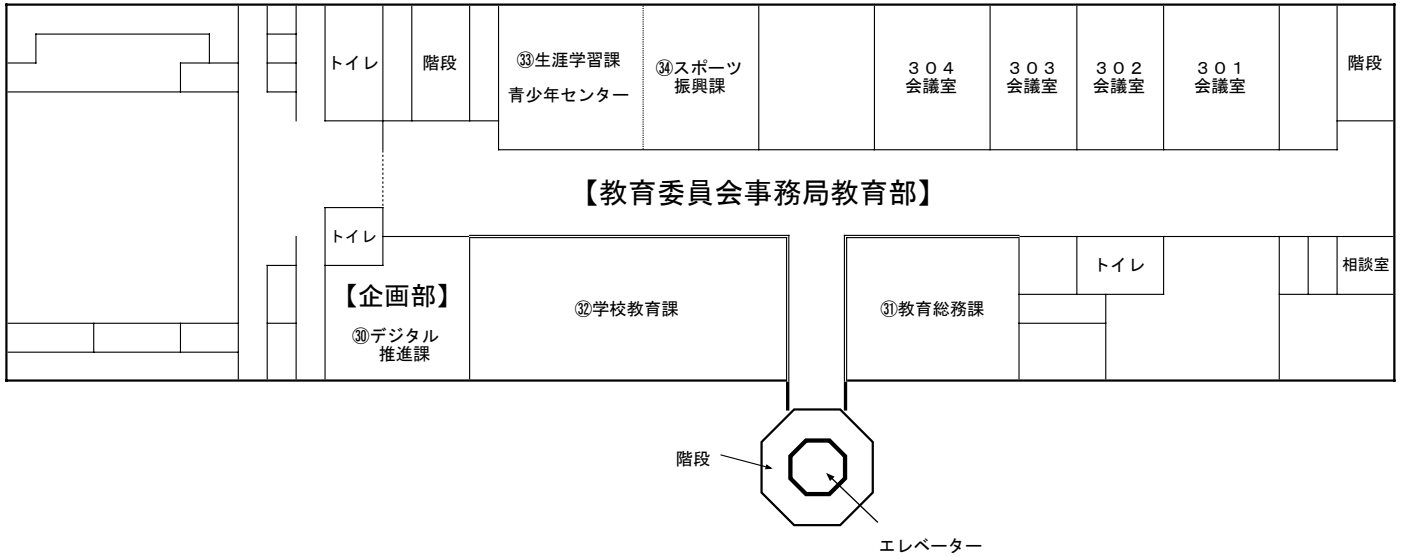 トイレ
階段
㉝生涯学習課
青少年センター
㉞スポーツ
振興課
３０４
会議室
３０３
会議室
３０２
会議室
３０１
会議室
階段
【教育委員会事務局教育部】
トイレ
【企画部】
㉚デジタル
推進課
㉜学校教育課
㉛教育総務課
トイレ
相談室
階段
エレベーター